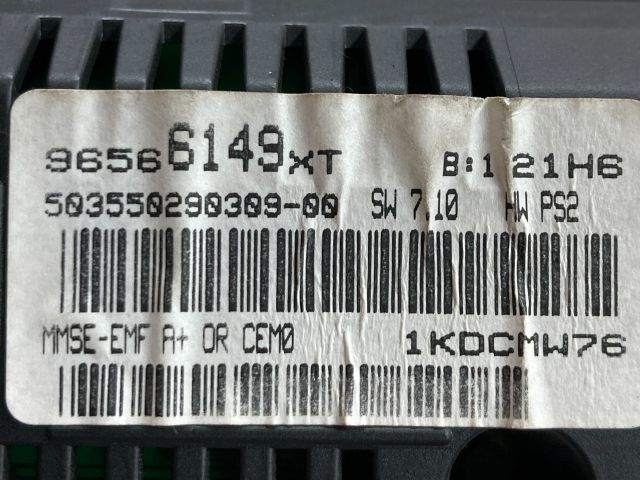 96566149XT B:1 21H6
503550290309-00 SW 7.10 HW PS2
MMSE-EMF A+ OR CEM0 1KDCMW76